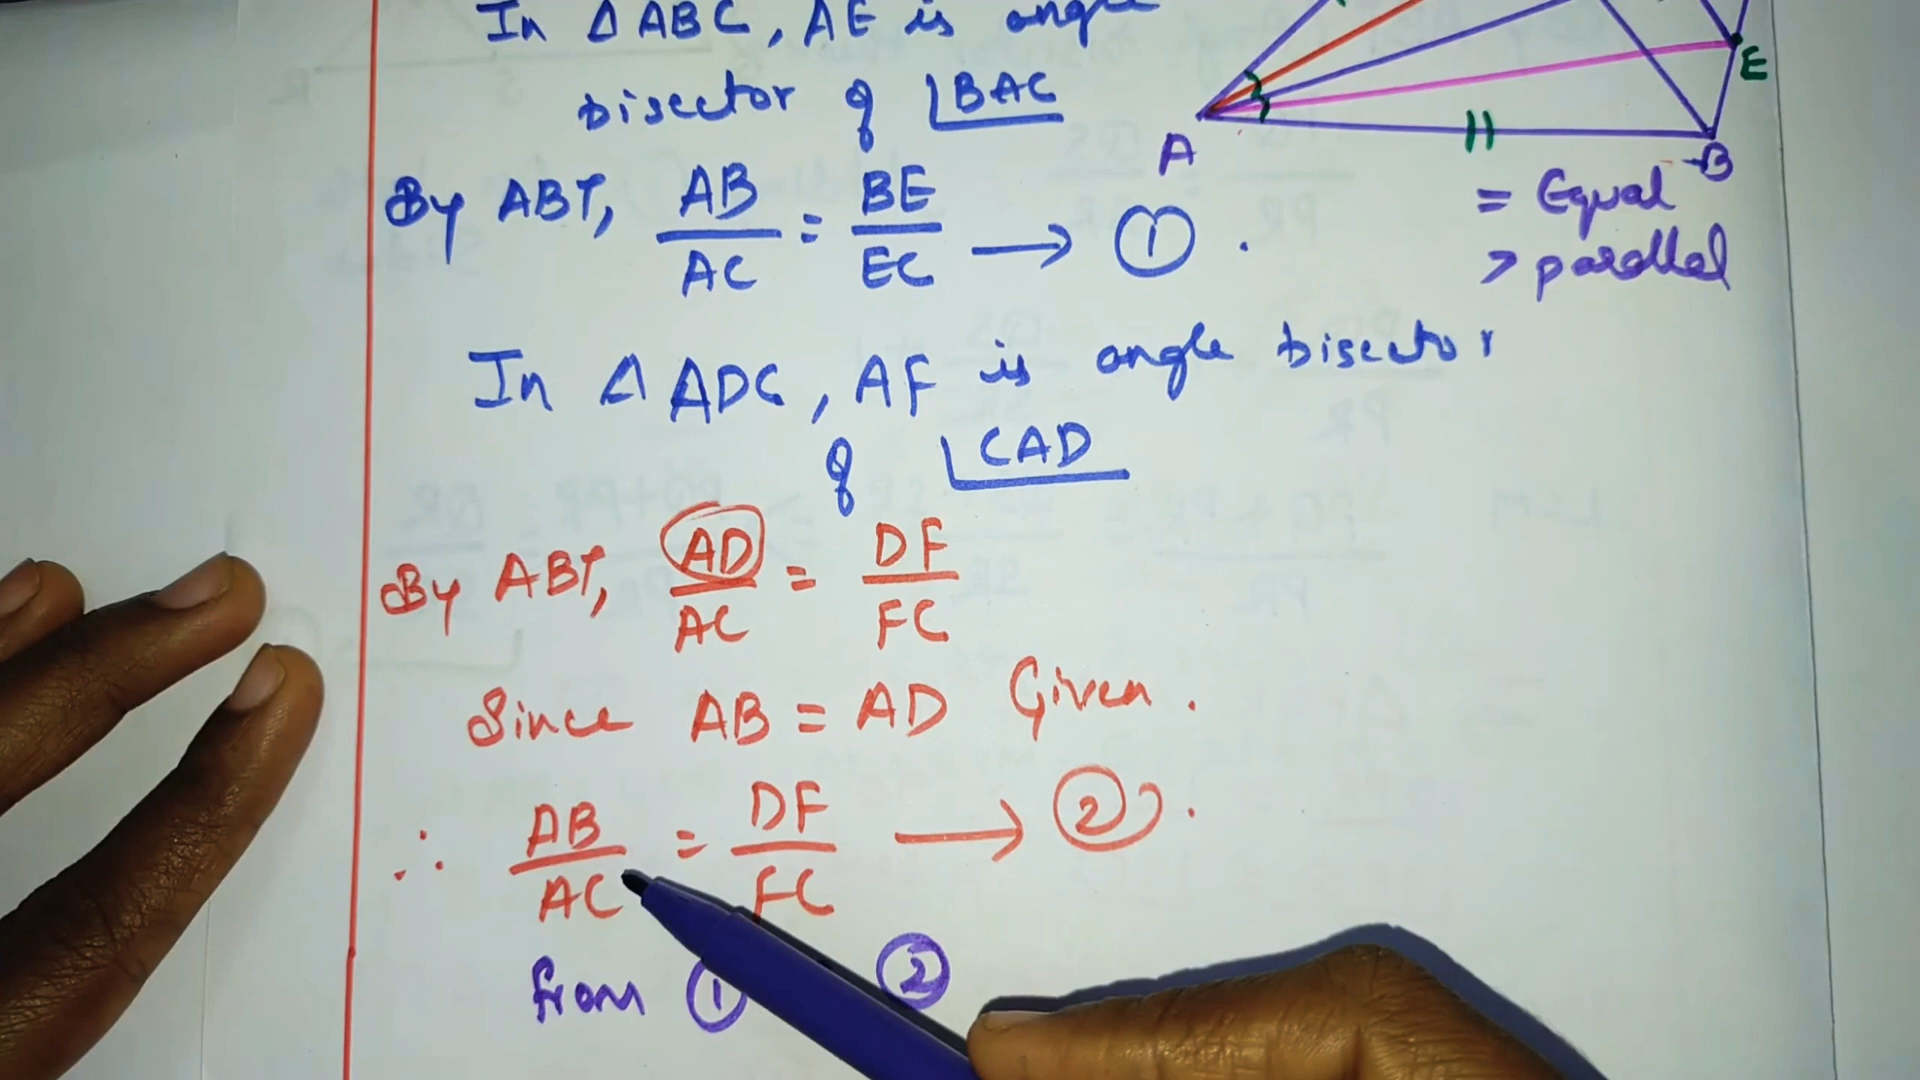 In Δ ABC, AE is angle
bisector of ∠BAC
By ABT, AB/AC = BE/EC → ①.
In Δ ADC, AF is angle bisector
of ∠CAD
By ABT, AD/AC = DF/FC
Since AB = AD Given.
∴ AB/AC = DF/FC → ②.
from ① ②
E
A
B
= Equal
> parallel